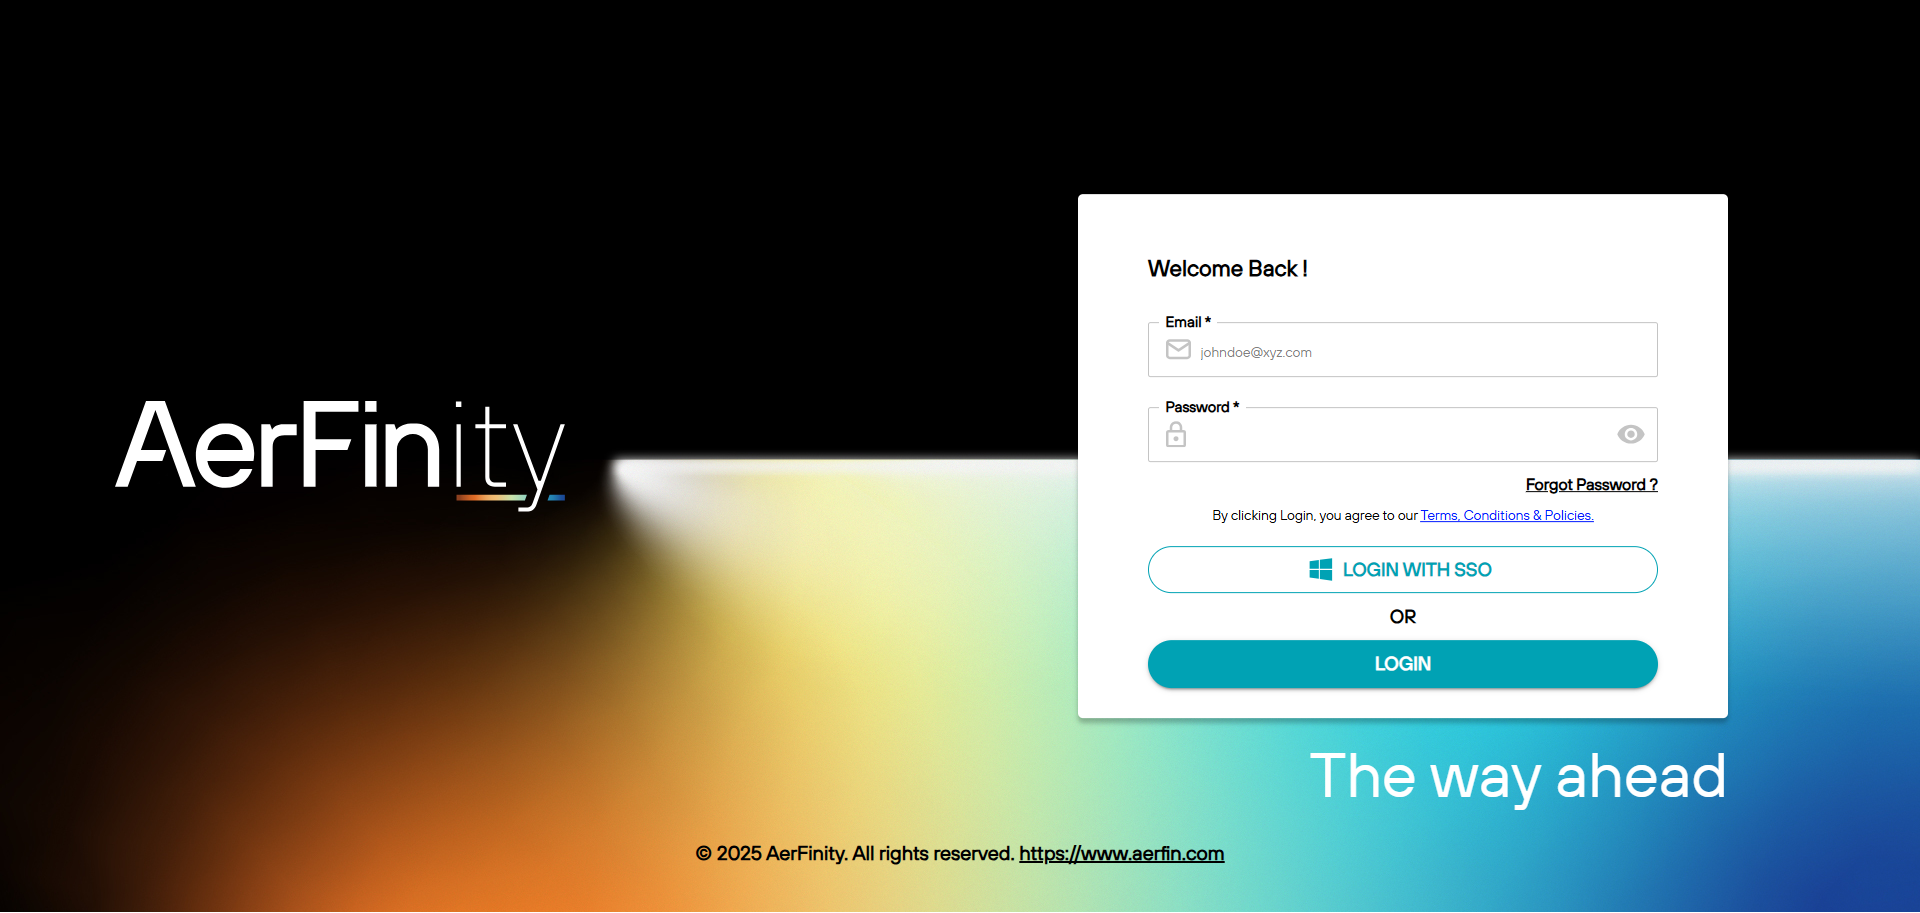 AerFinity
Welcome Back !
Email *
johndoe@xyz.com
Password *
Forgot Password ?
By clicking Login, you agree to our Terms, Conditions & Policies.
LOGIN WITH SSO
OR
LOGIN
The way ahead
© 2025 AerFinity. All rights reserved. https://www.aerfin.com